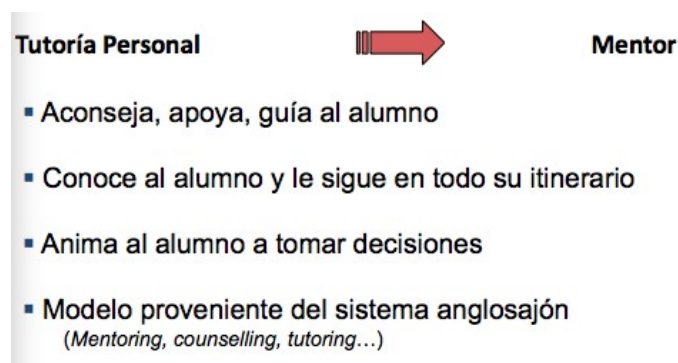 Tutoría Personal Mentor
▪ Aconseja, apoya, guía al alumno
▪ Conoce al alumno y le sigue en todo su itinerario
▪ Anima al alumno a tomar decisiones
▪ Modelo proveniente del sistema anglosajón
(Mentoring, counselling, tutoring…)